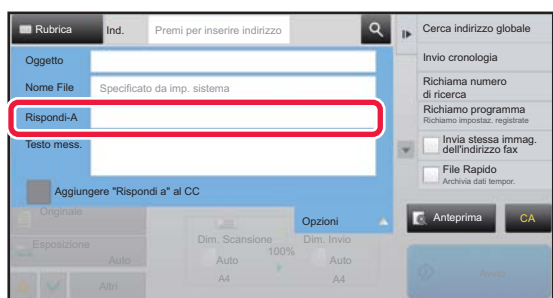 Rubrica
Ind.
Premi per inserire indirizzo
Cerca indirizzo globale
Oggetto
Invio cronologia
Nome File
Specificato da imp. sistema
Richiama numero
di ricerca
Rispondi-A
Richiamo programma
Richiamo impostaz. registrate
Testo mess.
Invia stessa immag.
dell'indirizzo fax
File Rapido
Archivia dati tempor.
Aggiungere "Rispondi a" al CC
Originale
Opzioni
Anteprima
CA
Esposizione
Auto
Dim. Scansione
100%
Dim. Invio
Auto
Auto
A4
A4
Altri
Avvio